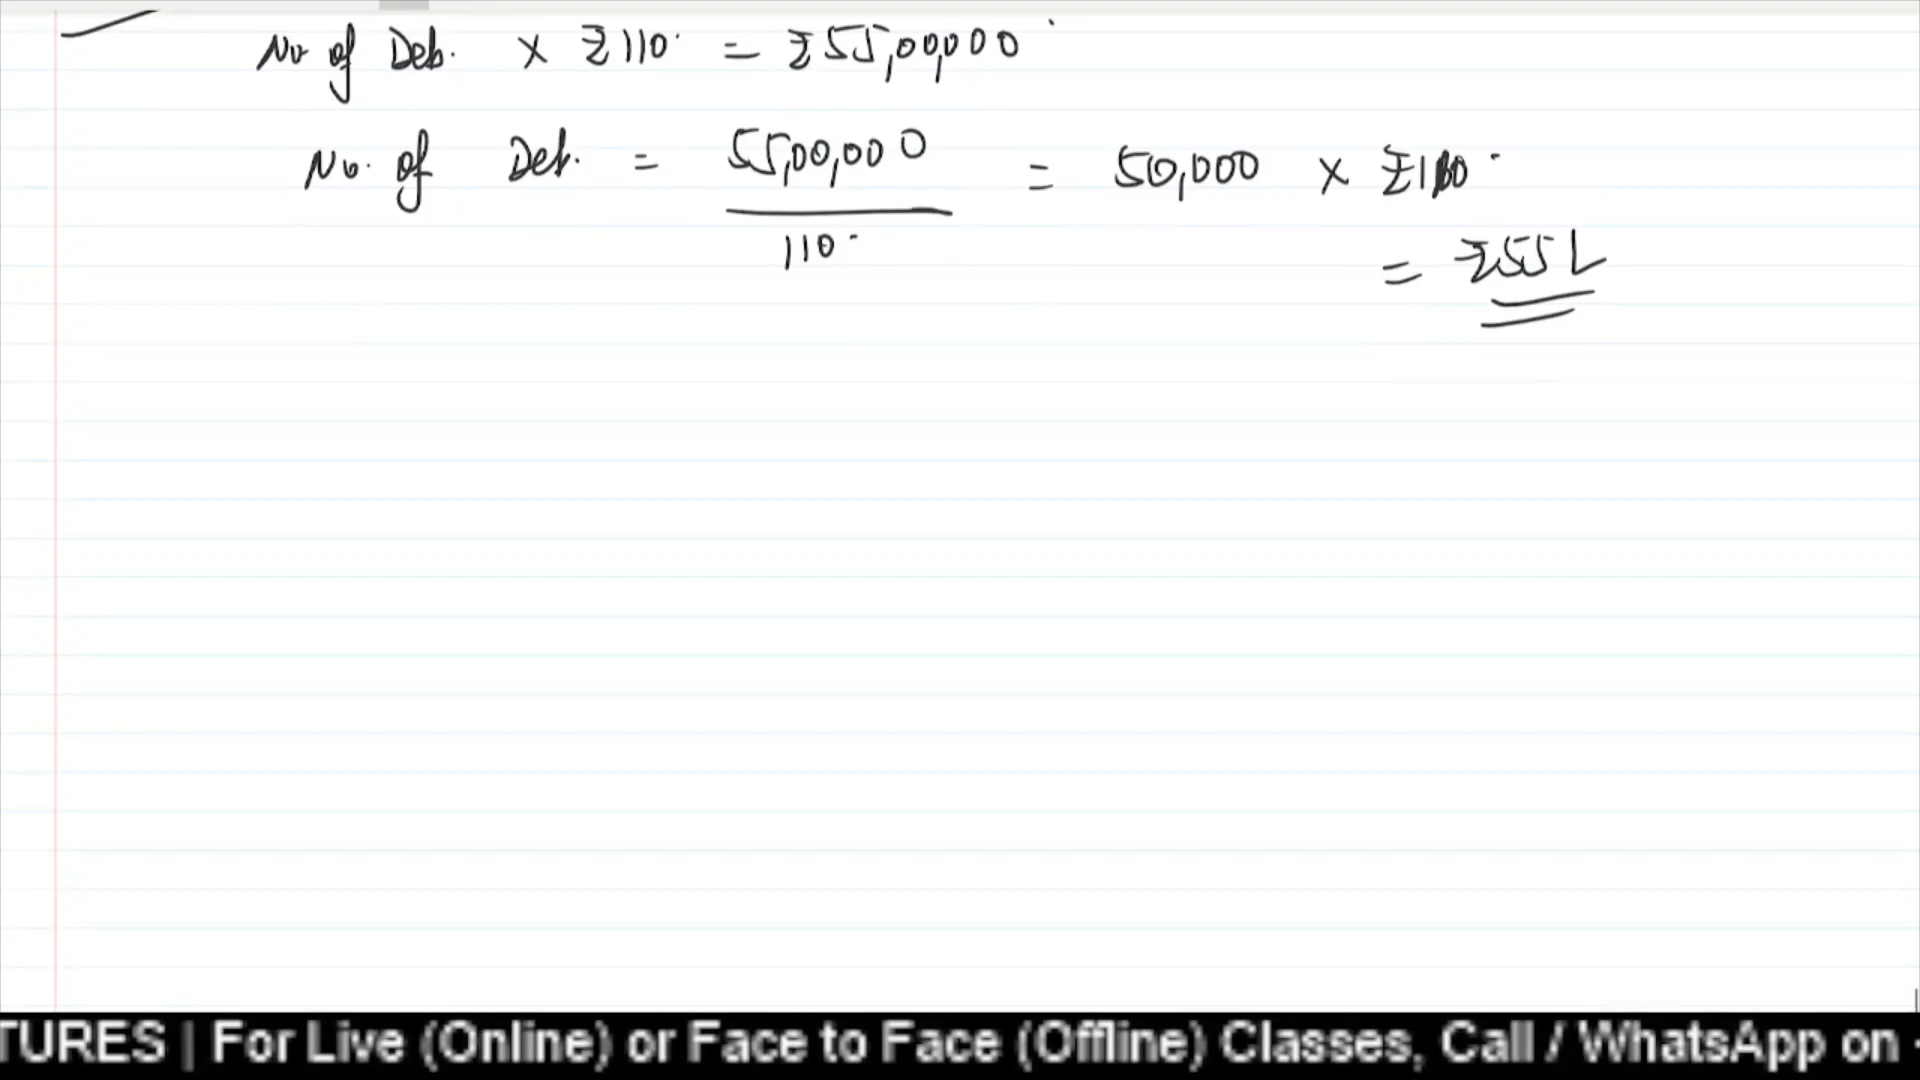 No of Deb. × ₹110 = ₹55,00,000
No. of Deb. = 55,00,000 = 50,000 × ₹110
110
= ₹55 L
TURES | For Live (Online) or Face to Face (Offline) Classes, Call / WhatsApp on